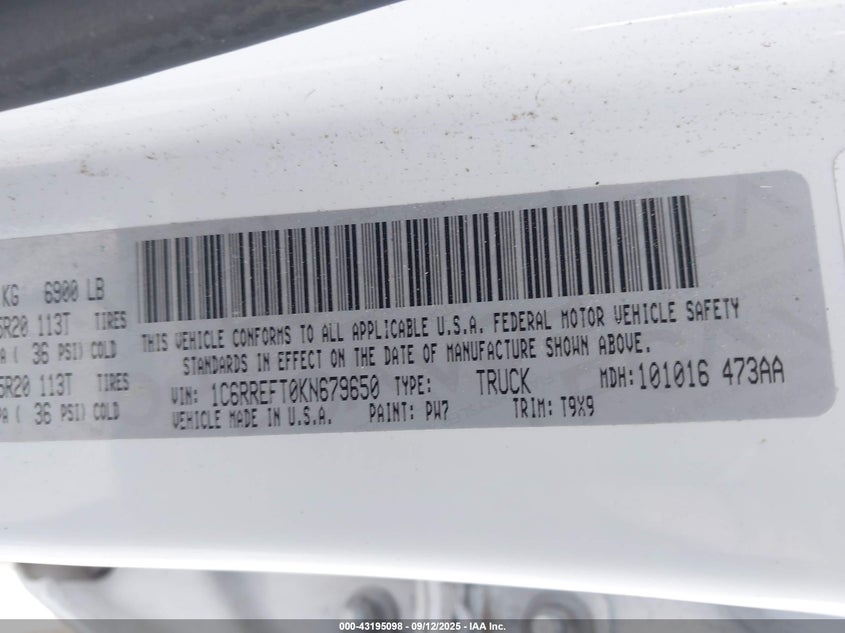 KG 6900 LB
5R20 113T TIRES
PA ( 36 PSI) COLD
5R20 113T TIRES
PA ( 36 PSI) COLD
THIS VEHICLE CONFORMS TO ALL APPLICABLE U.S.A. FEDERAL MOTOR VEHICLE SAFETY
STANDARDS IN EFFECT ON THE DATE OF MANUFACTURE SHOWN ABOVE.
VIN: 1C6RREFT0KN679650 TYPE: TRUCK MDH: 101016 473AA
VEHICLE MADE IN U.S.A. PAINT: PW7 TRIM: T9X9
000-43195098 - 09/12/2025 - IAA Inc.